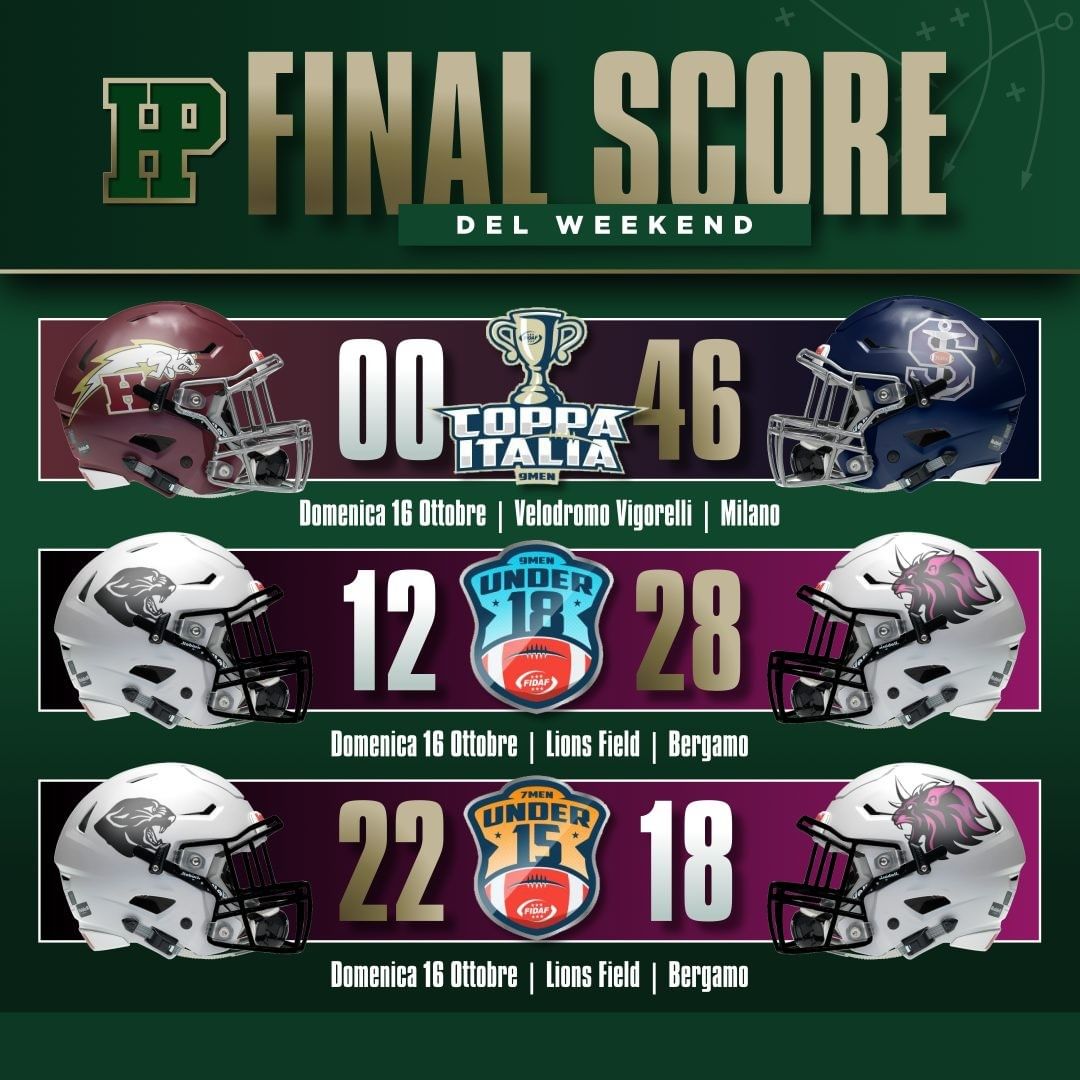 HP
FINAL SCORE
DEL WEEKEND
H
00
COPPA
ITALIA
9MEN
46
S
Domenica 16 Ottobre | Velodromo Vigorelli | Milano
12
9MEN
UNDER
18
FIDAF
28
Domenica 16 Ottobre | Lions Field | Bergamo
22
7MEN
UNDER
15
FIDAF
18
Domenica 16 Ottobre | Lions Field | Bergamo